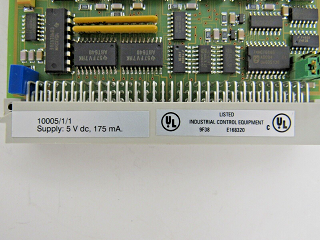 10005/1/1
Supply: 5 V dc, 175 mA.
UL
LISTED
INDUSTRIAL CONTROL EQUIPMENT
9F38 E168320
C UL